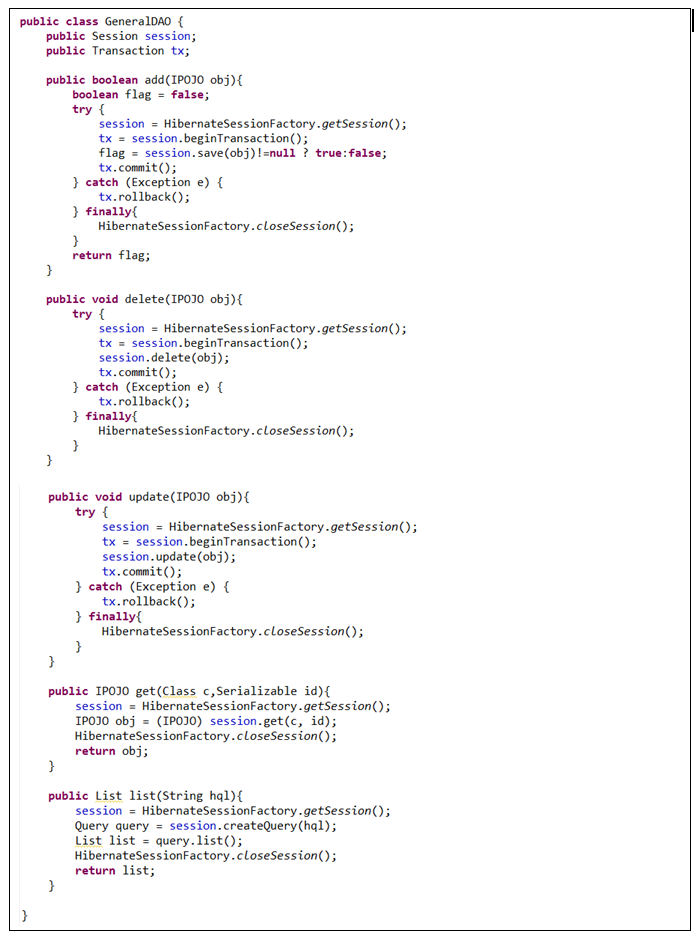 public class GeneralDAO {
    public Session session;
    public Transaction tx;

    public boolean add(IPOJO obj){
        boolean flag = false;
        try {
            session = HibernateSessionFactory.getSession();
            tx = session.beginTransaction();
            flag = session.save(obj)!=null ? true:false;
            tx.commit();
        } catch (Exception e) {
            tx.rollback();
        } finally{
            HibernateSessionFactory.closeSession();
        }
        return flag;
    }

    public void delete(IPOJO obj){
        try {
            session = HibernateSessionFactory.getSession();
            tx = session.beginTransaction();
            session.delete(obj);
            tx.commit();
        } catch (Exception e) {
            tx.rollback();
        } finally{
            HibernateSessionFactory.closeSession();
        }
    }

    public void update(IPOJO obj){
        try {
            session = HibernateSessionFactory.getSession();
            tx = session.beginTransaction();
            session.update(obj);
            tx.commit();
        } catch (Exception e) {
            tx.rollback();
        } finally{
            HibernateSessionFactory.closeSession();
        }
    }

    public IPOJO get(Class c,Serializable id){
        session = HibernateSessionFactory.getSession();
        IPOJO obj = (IPOJO) session.get(c, id);
        HibernateSessionFactory.closeSession();
        return obj;
    }

    public List list(String hql){
        session = HibernateSessionFactory.getSession();
        Query query = session.createQuery(hql);
        List list = query.list();
        HibernateSessionFactory.closeSession();
        return list;
    }

}